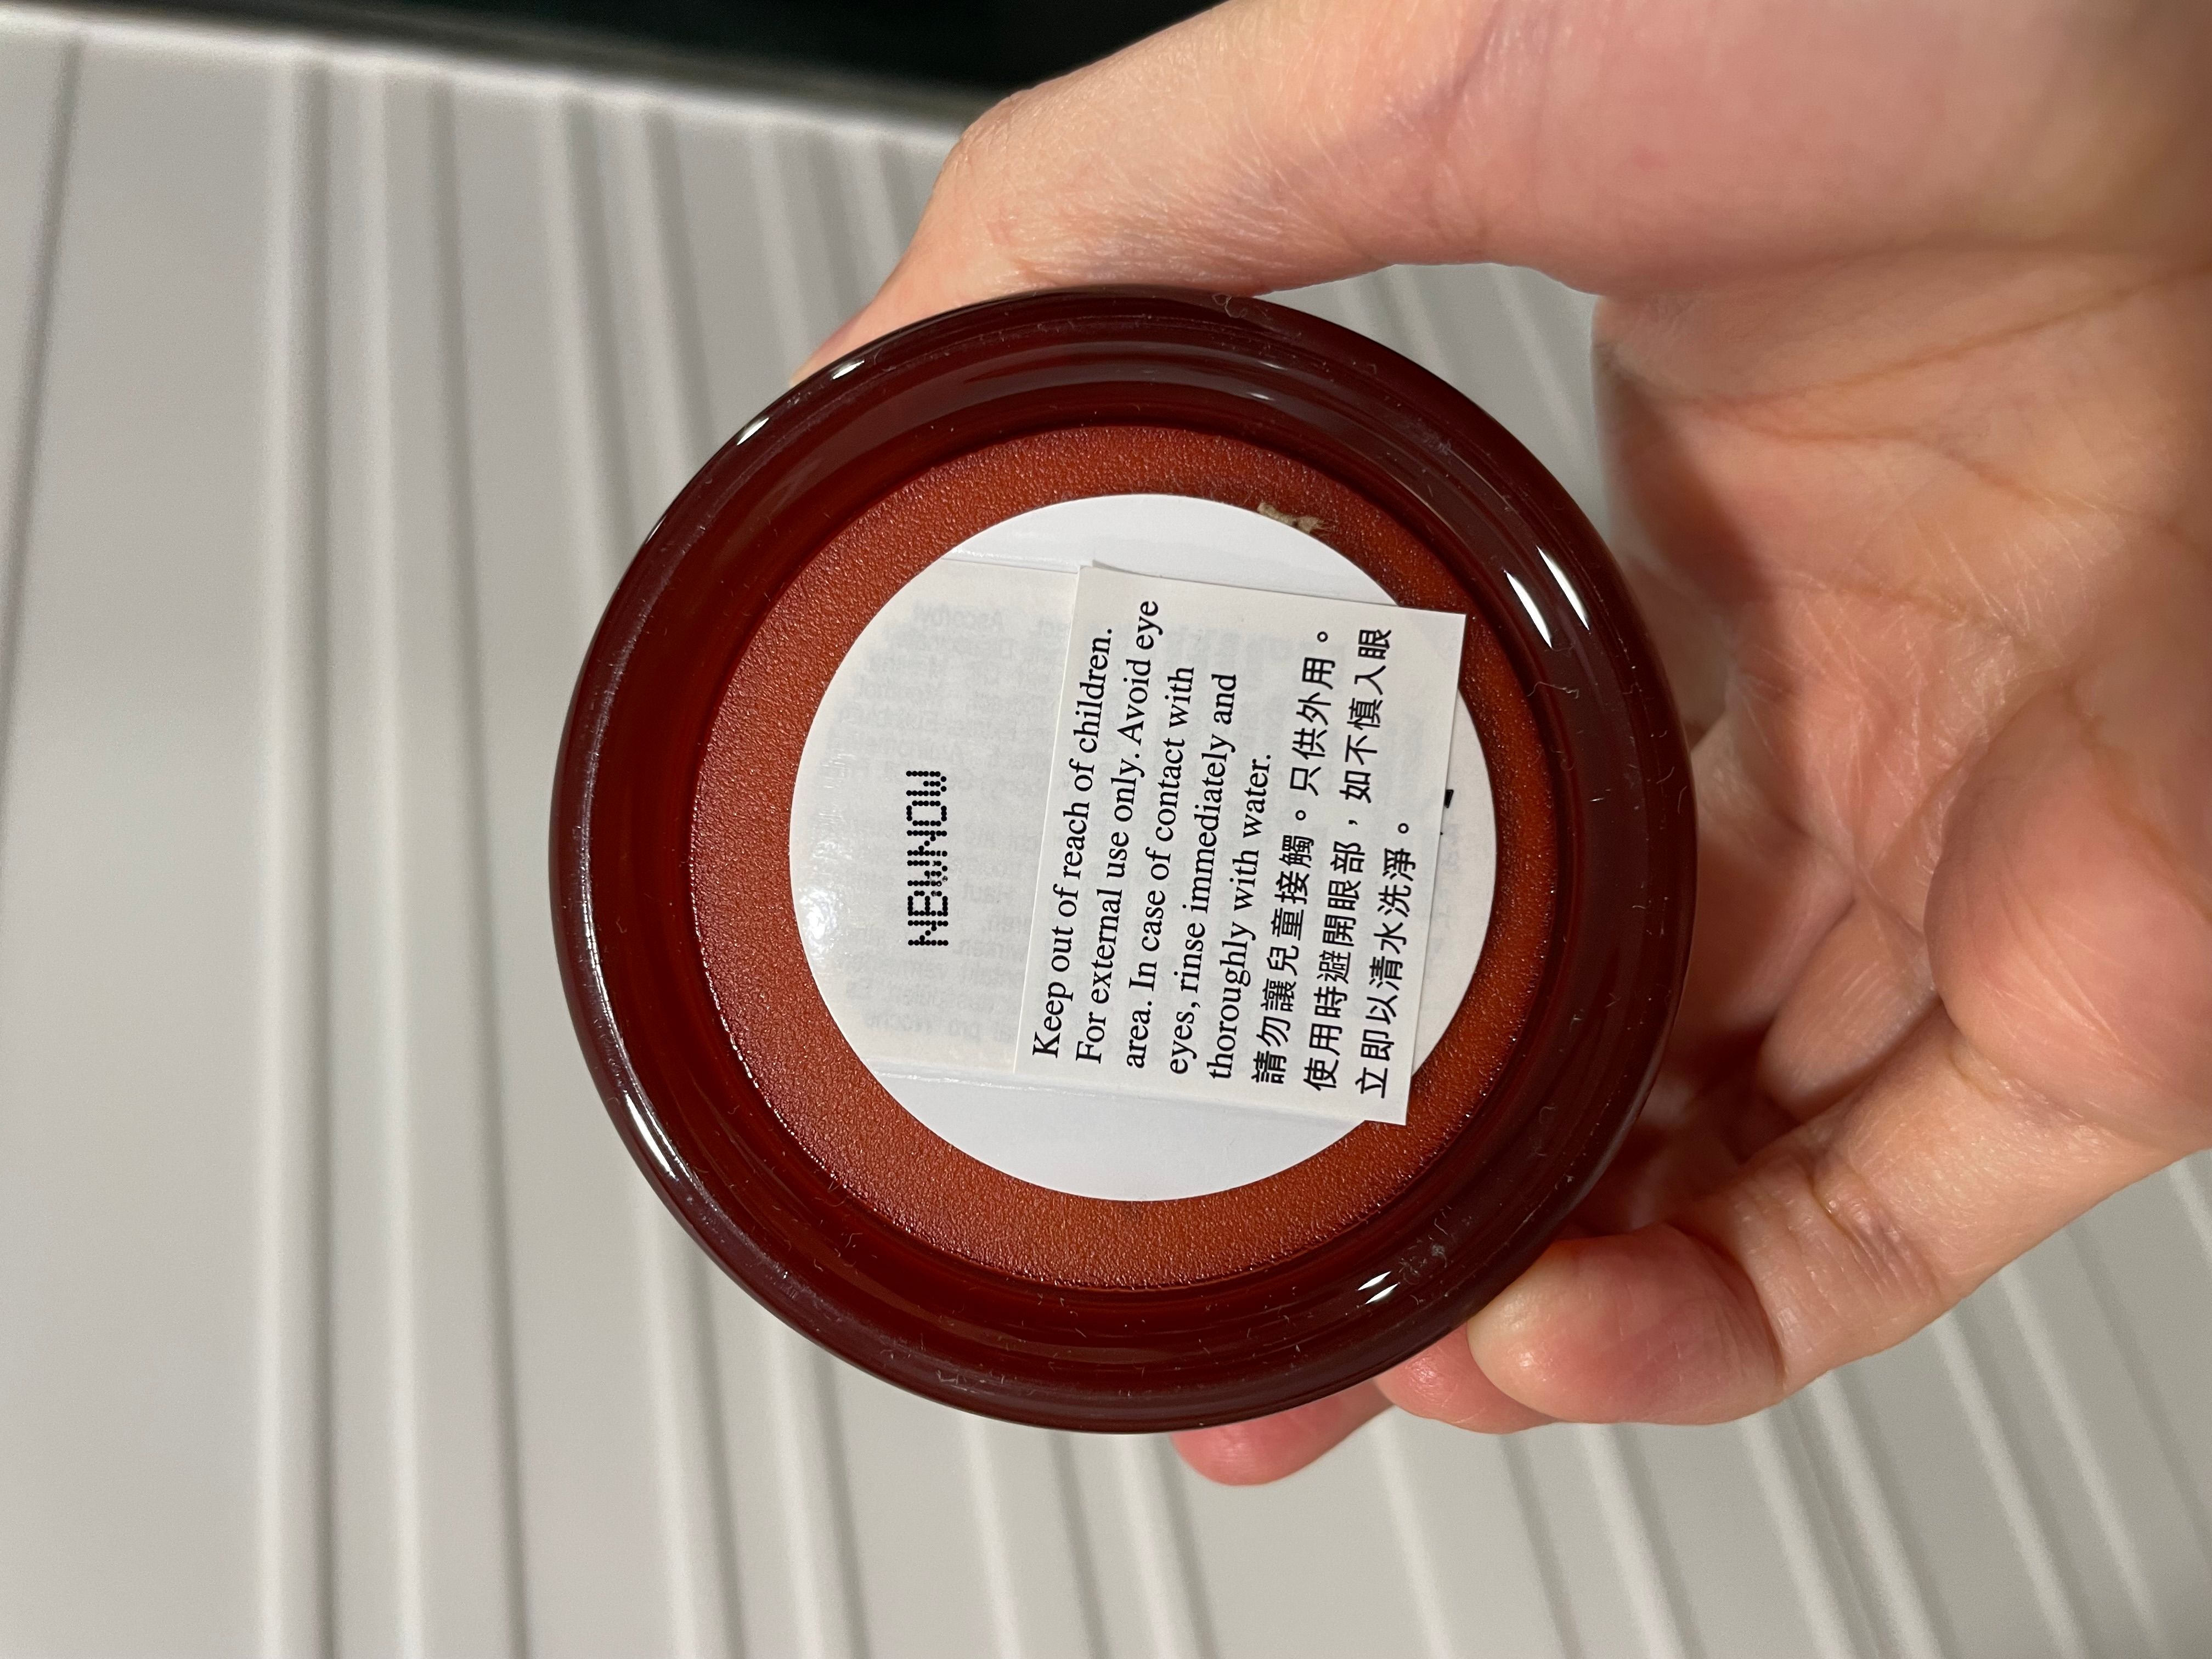 NBWNOW
Keep out of reach of children.
For external use only. Avoid eye
area. In case of contact with
eyes, rinse immediately and
thoroughly with water.
請勿讓兒童接觸。只供外用。
使用時避開眼部，如不慎入眼
立即以清水洗淨。